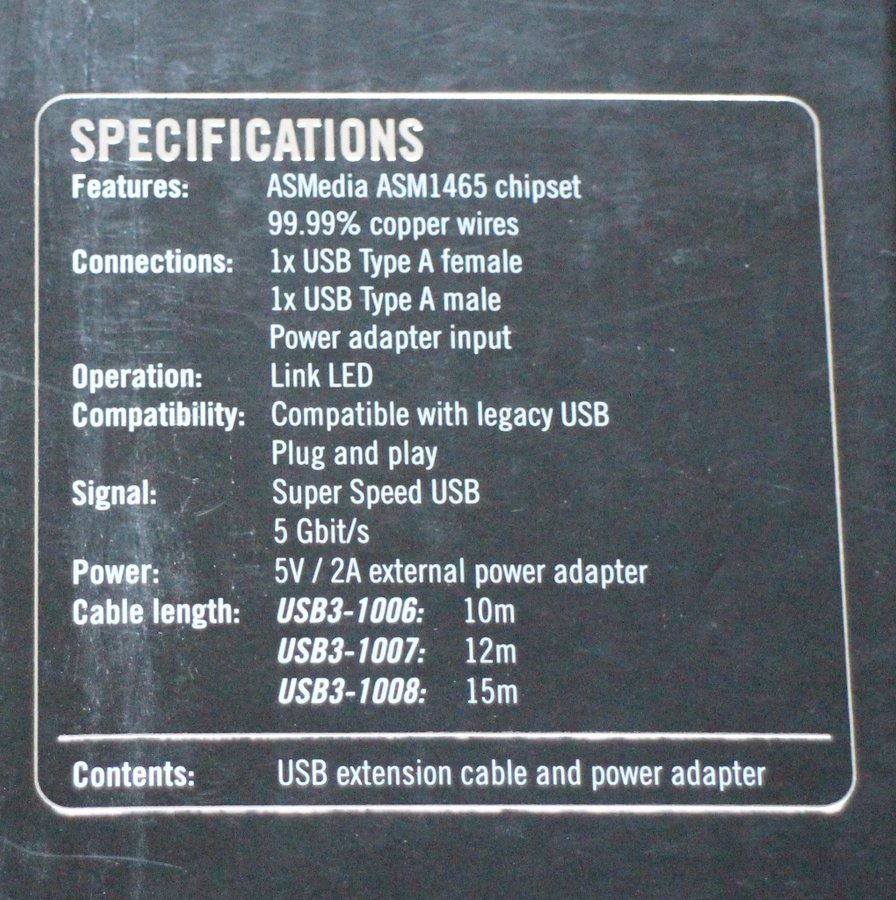 SPECIFICATIONS
Features: ASMedia ASM1465 chipset
99.99% copper wires
Connections: 1x USB Type A female
1x USB Type A male
Power adapter input
Operation: Link LED
Compatibility: Compatible with legacy USB
Plug and play
Signal: Super Speed USB
5 Gbit/s
Power: 5V / 2A external power adapter
Cable length: USB3-1006: 10m
USB3-1007: 12m
USB3-1008: 15m
Contents: USB extension cable and power adapter